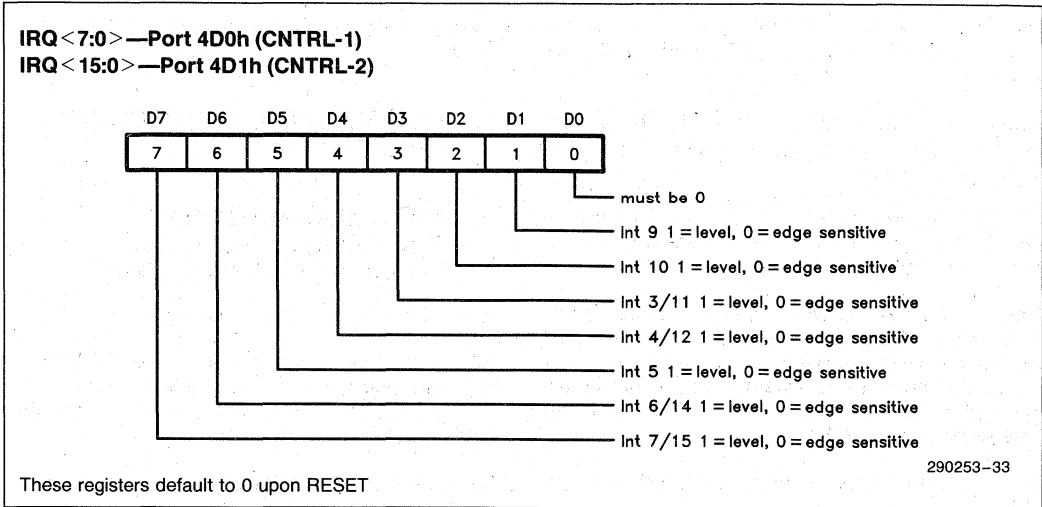 IRQ<7:0>—Port 4D0h (CNTRL-1)
IRQ<15:0>—Port 4D1h (CNTRL-2)
D7 D6 D5 D4 D3 D2 D1 D0
7 6 5 4 3 2 1 0
must be 0
Int 9 1=level, 0=edge sensitive
Int 10 1=level, 0=edge sensitive
Int 3/11 1=level, 0=edge sensitive
Int 4/12 1=level, 0=edge sensitive
Int 5 1=level, 0=edge sensitive
Int 6/14 1=level, 0=edge sensitive
Int 7/15 1=level, 0=edge sensitive
290253-33
These registers default to 0 upon RESET